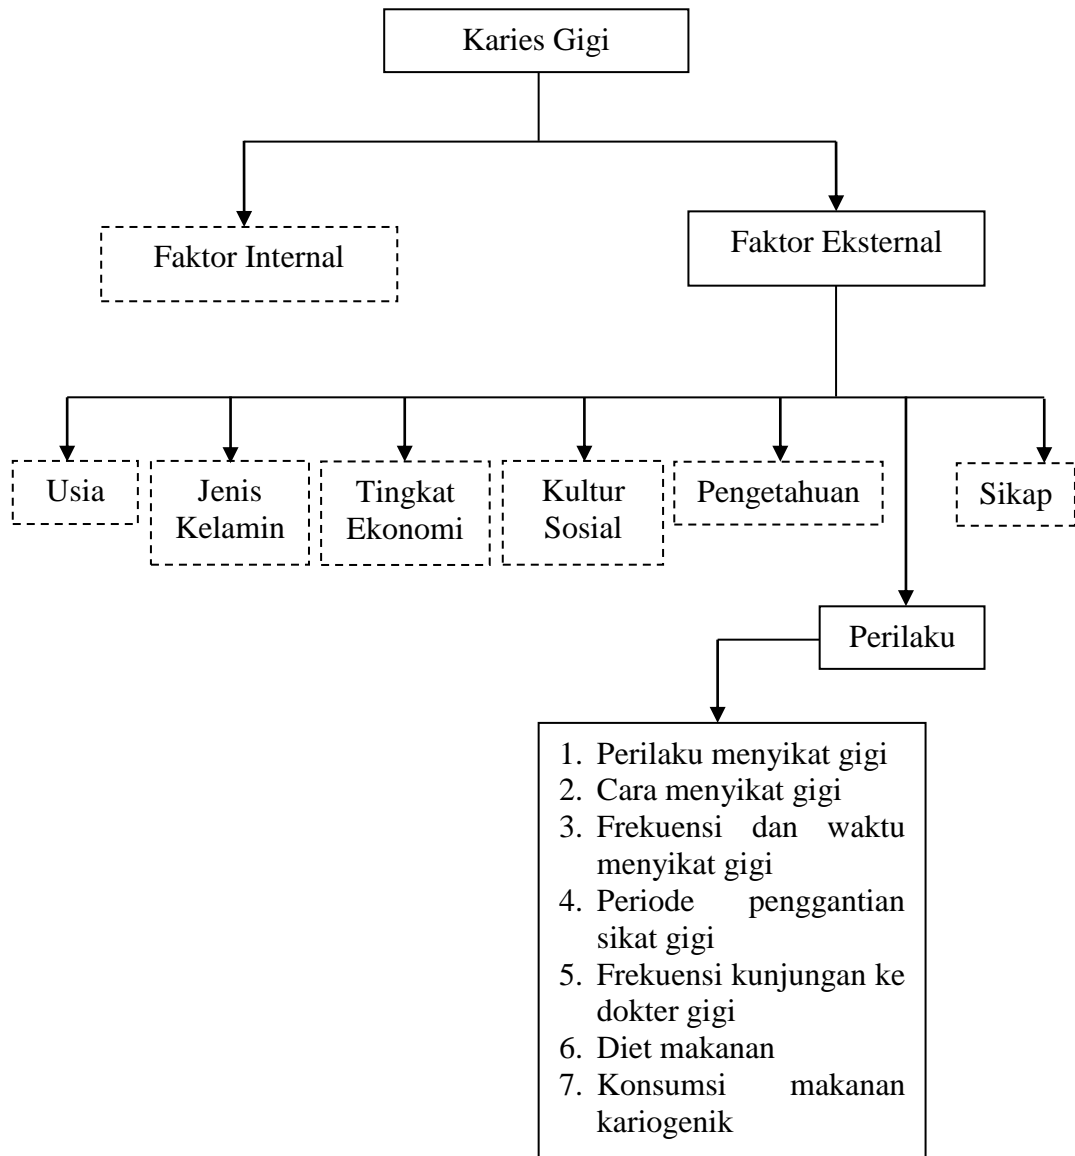 Karies Gigi
Faktor Internal
Faktor Eksternal
Usia
Jenis
Kelamin
Tingkat
Ekonomi
Kultur
Sosial
Pengetahuan
Sikap
Perilaku
1. Perilaku menyikat gigi
2. Cara menyikat gigi
3. Frekuensi dan waktu
menyikat gigi
4. Periode penggantian
sikat gigi
5. Frekuensi kunjungan ke
dokter gigi
6. Diet makanan
7. Konsumsi makanan
kariogenik